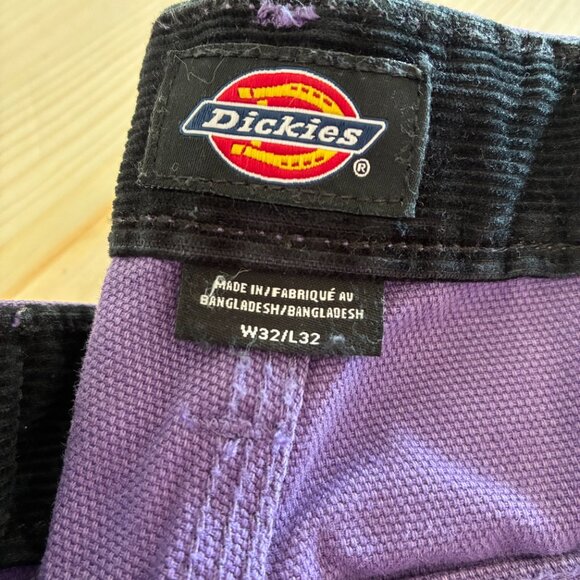 Dickies
®
MADE IN/FABRIQUÉ AU
BANGLADESH/BANGLADESH
W32/L32